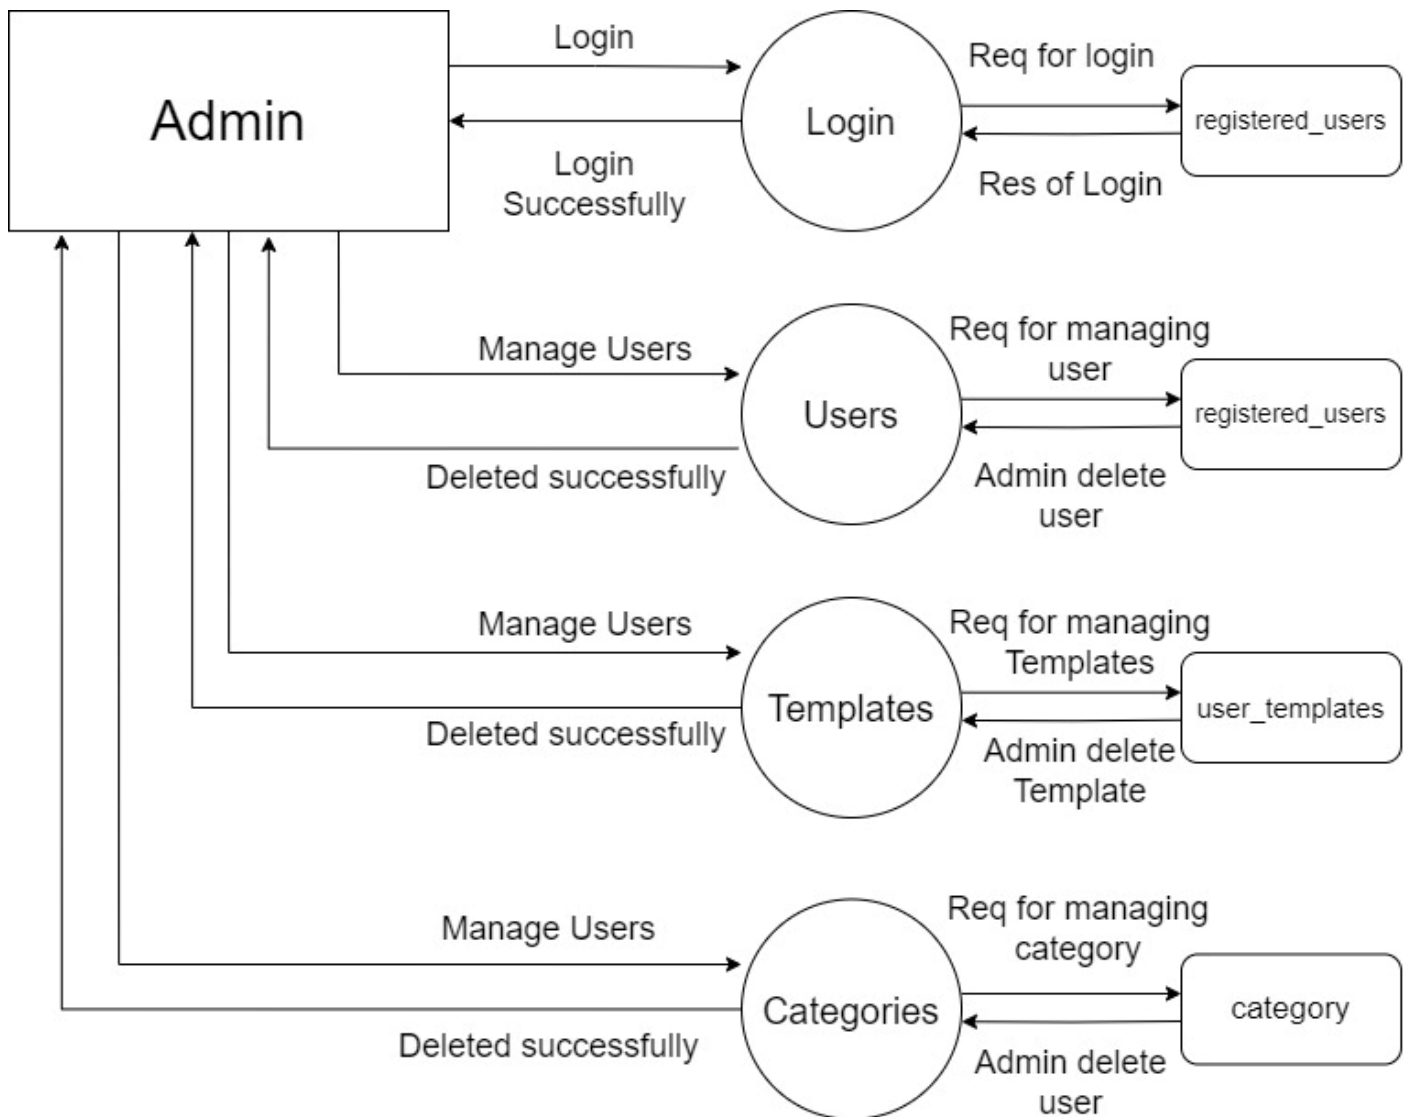 Login
Req for login
Admin
Login
registered_users
Login
Successfully
Res of Login
Manage Users
Req for managing
user
Users
registered_users
Deleted successfully
Admin delete
user
Manage Users
Req for managing
Templates
Templates
user_templates
Deleted successfully
Admin delete
Template
Manage Users
Req for managing
category
Categories
category
Deleted successfully
Admin delete
user